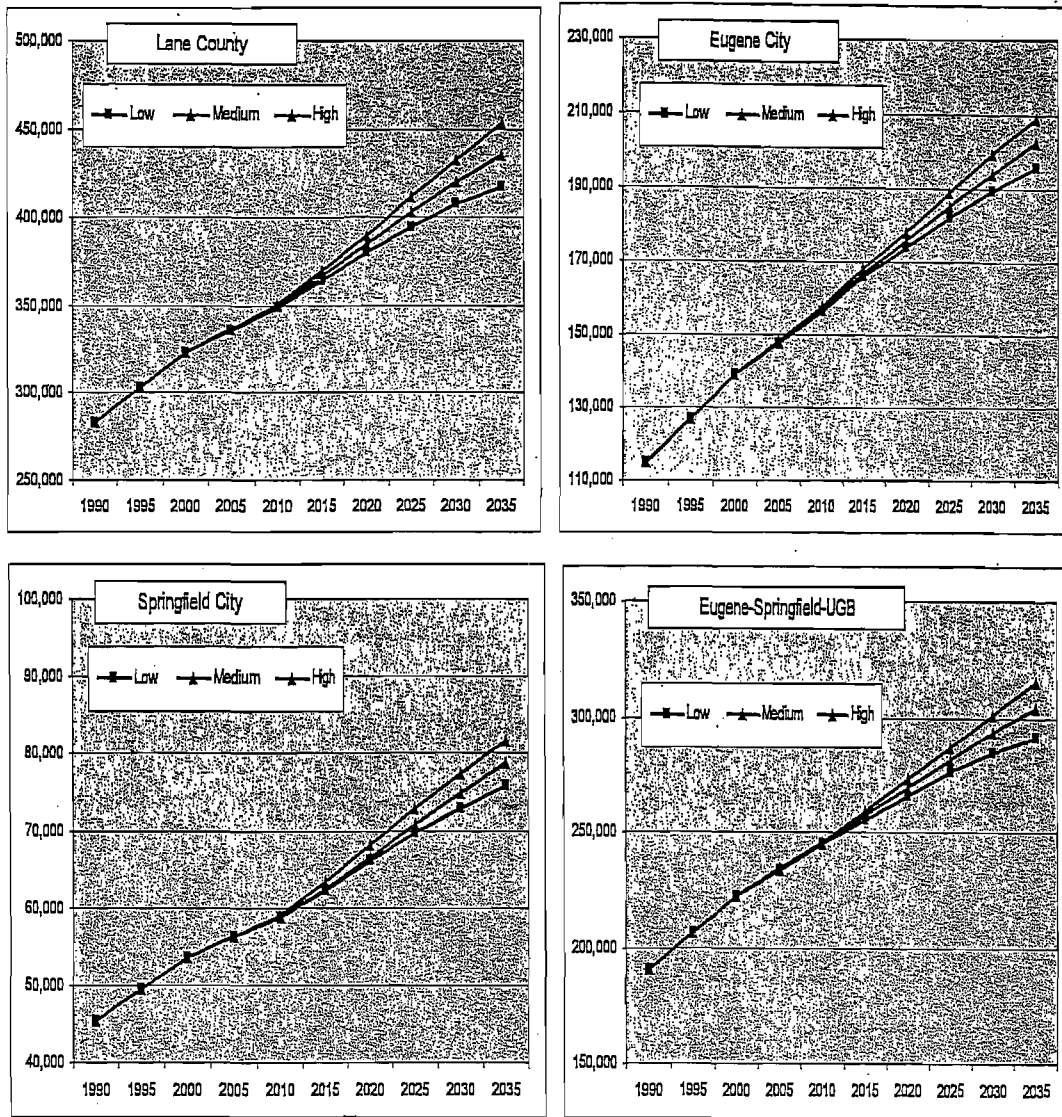 Lane County
Low Medium High
500,000
450,000
400,000
350,000
300,000
250,000
1990 1995 2000 2005 2010 2015 2020 2025 2030 2035
Eugene City
Low Medium High
230,000
210,000
190,000
170,000
150,000
130,000
110,000
1990 1995 2000 2005 2010 2015 2020 2025 2030 2035
Springfield City
Low Medium High
100,000
90,000
80,000
70,000
60,000
50,000
40,000
1990 1995 2000 2005 2010 2015 2020 2025 2030 2035
Eugene-Springfield-UGB
Low Medium High
350,000
300,000
250,000
200,000
150,000
1990 1995 2000 2005 2010 2015 2020 2025 2030 2035